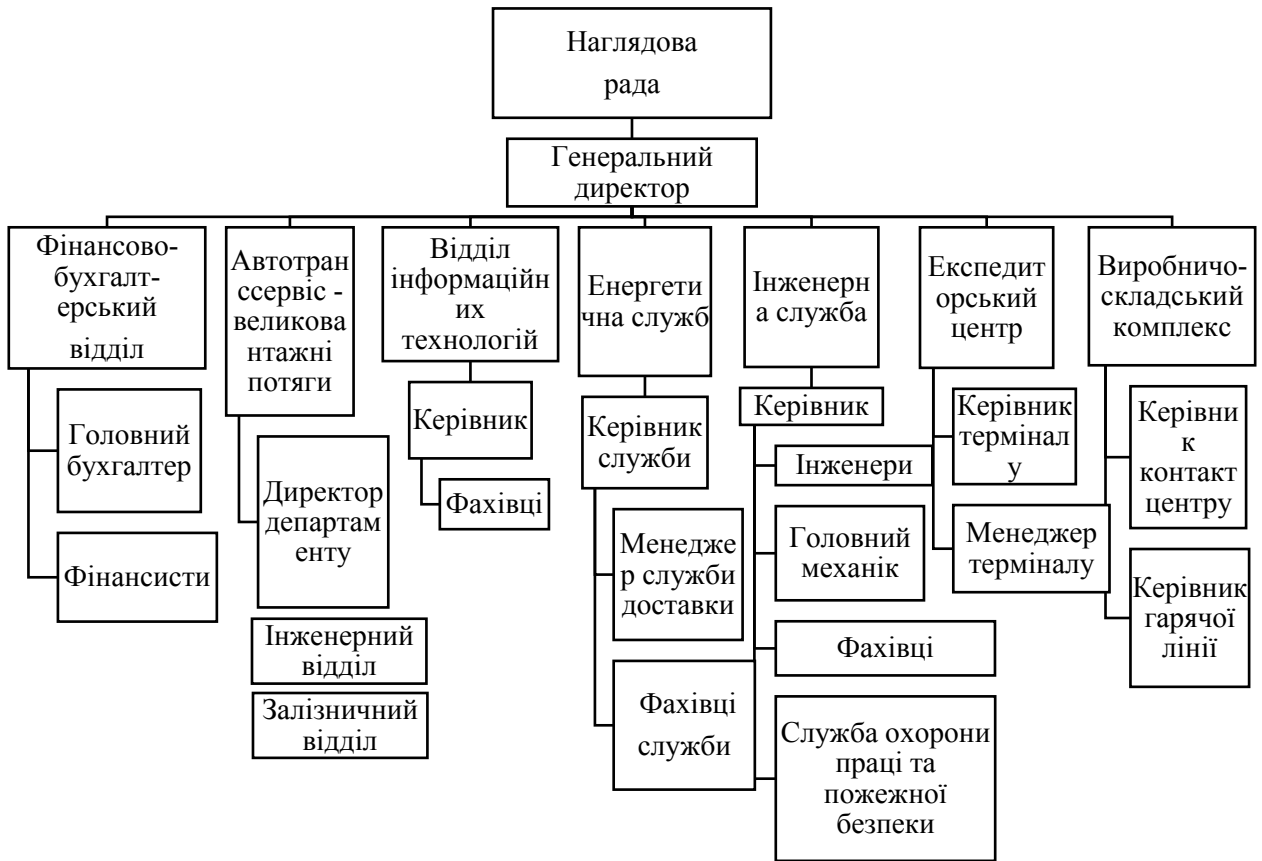 Наглядова
рада
Генеральний
директор
Фінансово-
бухгалт-
ерський
відділ
Автотран
ссервіс -
великова
нтажні
потяги
Відділ
інформаційн
их
технологій
Енергети
чна служб
Інженерн
а служба
Експедит
орський
центр
Виробничо-
складський
комплекс
Головний
бухгалтер
Фінансисти
Директор
департам
енту
Інженерний
відділ
Залізничний
відділ
Керівник
Фахівці
Керівник
служби
Менедже
р служби
доставки
Фахівці
служби
Керівник
Інженери
Головний
механік
Фахівці
Служба охорони
праці та
пожежної
безпеки
Керівник
терміналу
у
Менеджер
терміналу
Керівни
к
контакт
центру
Керівник
гарячої
лінії